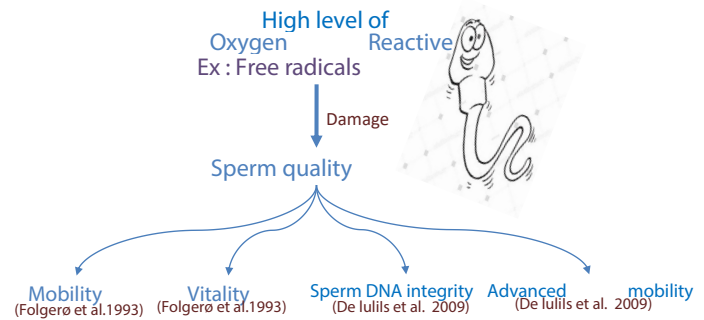 High level of
Oxygen Reactive
Ex : Free radicals
Damage
Sperm quality
Mobility Vitality Sperm DNA integrity Advanced mobility
(Folgerø et al.1993) (Folgerø et al.1993) (De lulils et al. 2009) (De lulils et al. 2009)